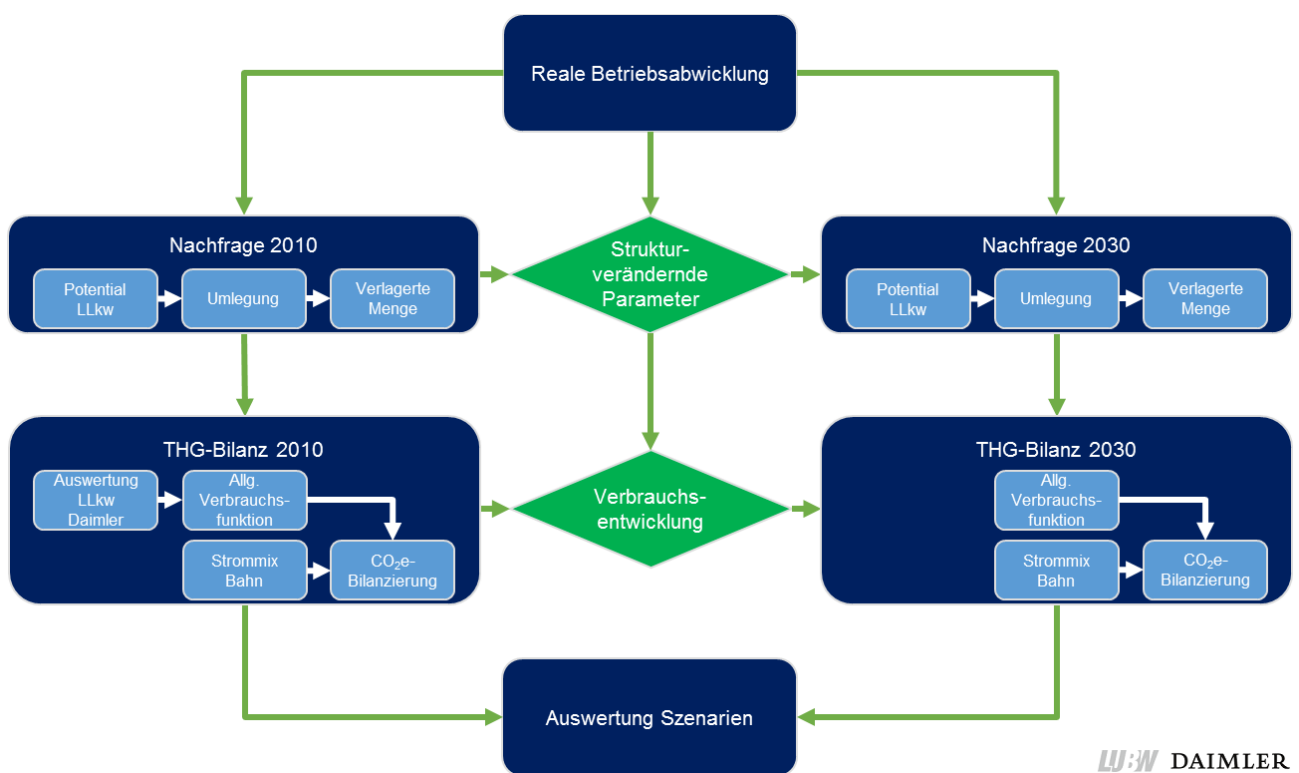 Reale Betriebsabwicklung
Nachfrage 2010
Potential
LLkw
Umlegung
Verlagerte
Menge
Struktur-
verändernde
Parameter
Nachfrage 2030
Potential
LLkw
Umlegung
Verlagerte
Menge
THG-Bilanz 2010
Auswertung
LLkw
Daimler
Allg.
Verbrauchs-
funktion
Strommix
Bahn
CO₂e-
Bilanzierung
Verbrauchs-
entwicklung
THG-Bilanz 2030
Allg.
Verbrauchs-
funktion
Strommix
Bahn
CO₂e-
Bilanzierung
Auswertung Szenarien
LUBW DAIMLER